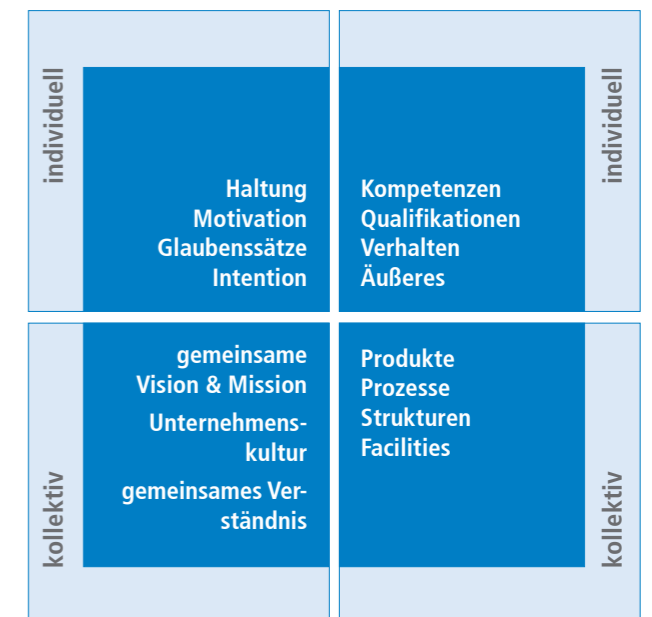 individuell
Haltung
Motivation
Glaubenssätze
Intention
Kompetenzen
Qualifikationen
Verhalten
Äußeres
individuell
kollektiv
gemeinsame
Vision & Mission
Unternehmens-
kultur
gemeinsames Ver-
ständnis
Produkte
Prozesse
Strukturen
Facilities
kollektiv